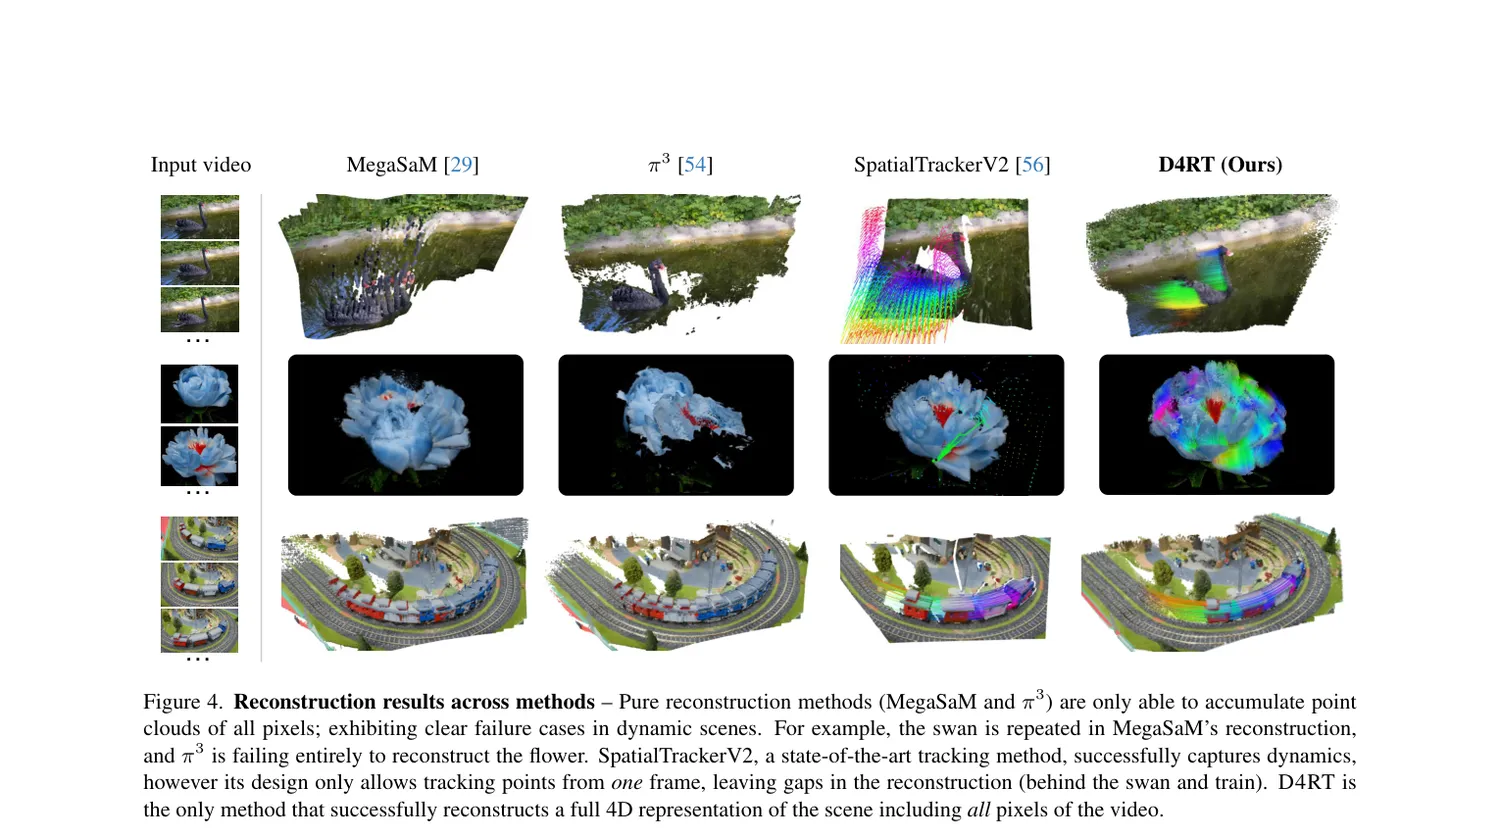 Input video
MegaSaM [29]
π³ [54]
SpatialTrackerV2 [56]
D4RT (Ours)
...
...
...
Figure 4. Reconstruction results across methods – Pure reconstruction methods (MegaSaM and π³) are only able to accumulate point
clouds of all pixels; exhibiting clear failure cases in dynamic scenes. For example, the swan is repeated in MegaSaM’s reconstruction,
and π³ is failing entirely to reconstruct the flower. SpatialTrackerV2, a state-of-the-art tracking method, successfully captures dynamics,
however its design only allows tracking points from one frame, leaving gaps in the reconstruction (behind the swan and train). D4RT is
the only method that successfully reconstructs a full 4D representation of the scene including all pixels of the video.